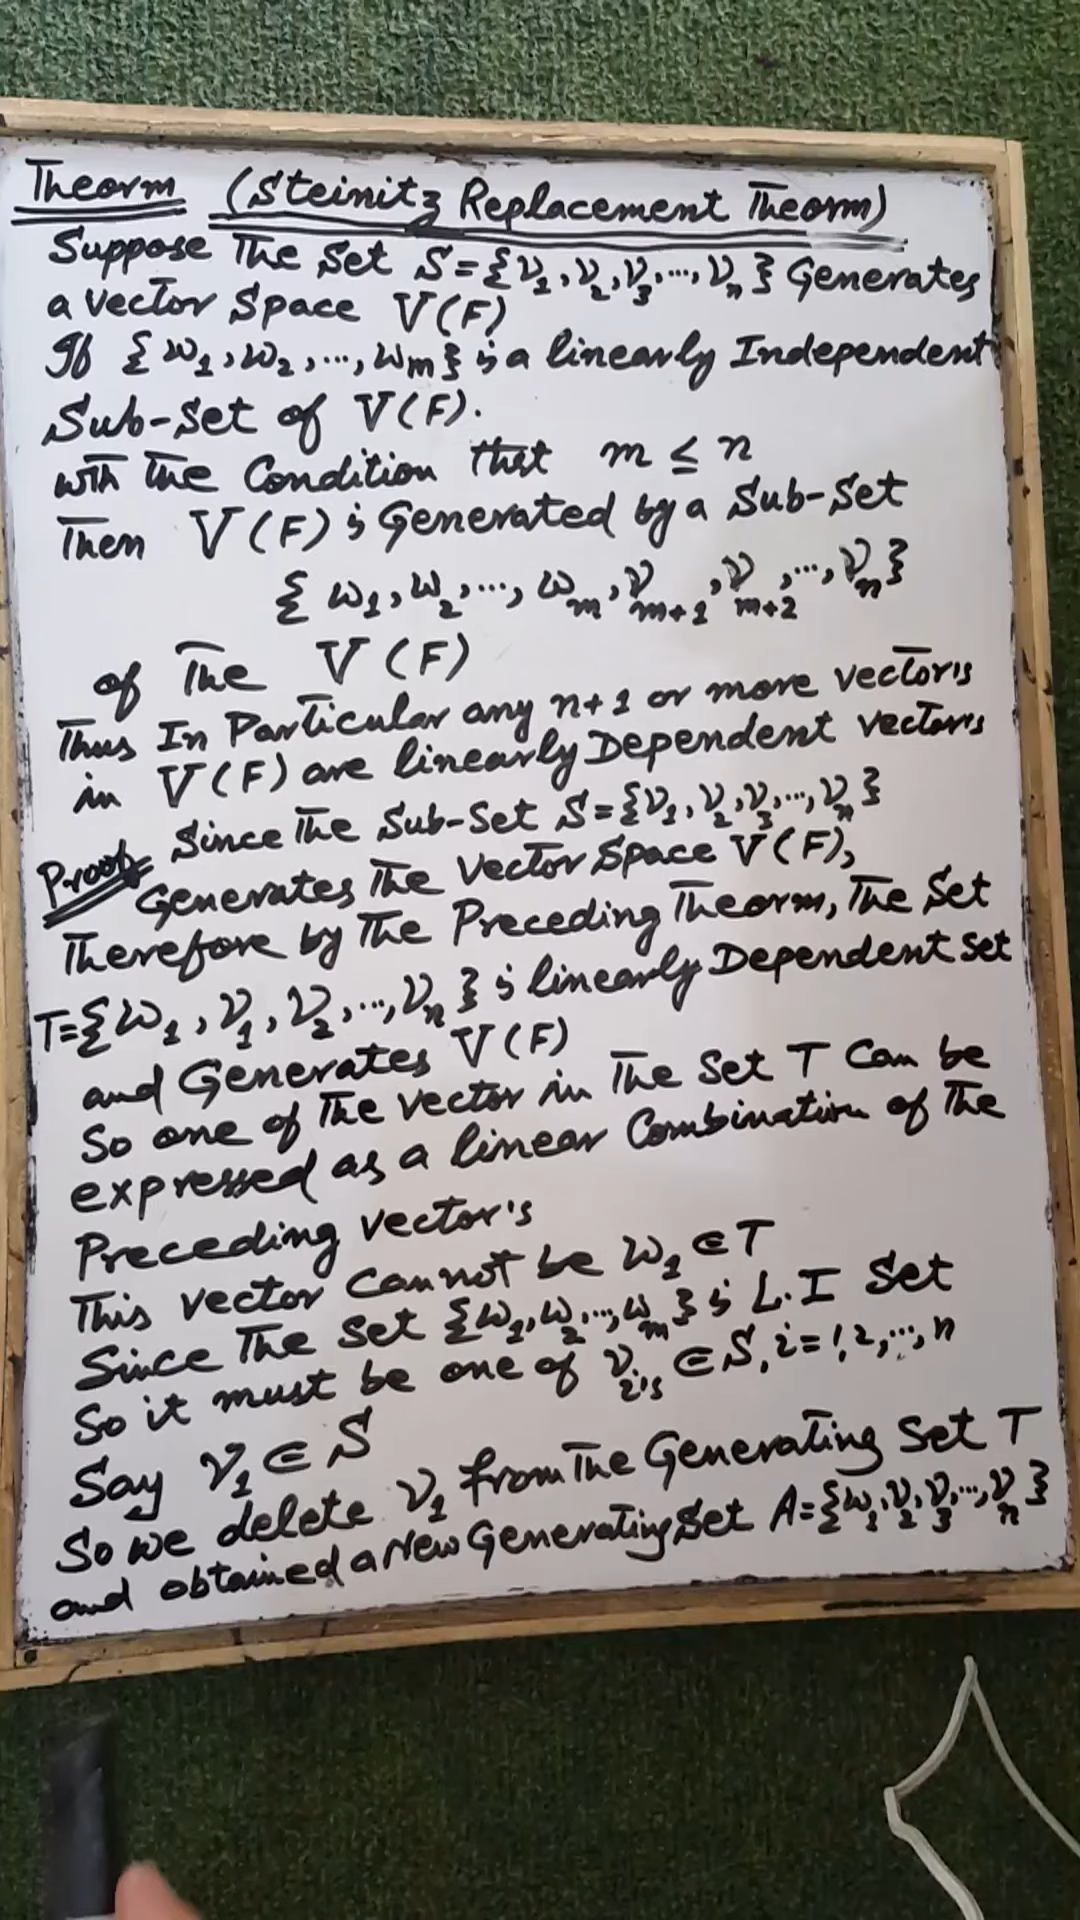 Theorm (Steinitz Replacement Theorm)
Suppose The Set S={v₁,v₂,v₃,...,vₙ} Generates
a vector Space V(F)
If {w₁,w₂,...,wm} is a linearly Independent
Sub-Set of V(F).
with The Condition That m ≤ n
Then V(F) is Generated by a Sub-Set
{w₁,w₂,...,wm,vm+1,vm+2,...,vₙ}
of The V(F)
Thus In Particular any n+1 or more vector's
in V(F) are linearly Dependent vector's
Proof Since The Sub-Set S={v₁,v₂,v₃,...,vₙ}
Generates The Vector Space V(F),
Therefore by The Preceding Theorm, The Set
T={w₁,v₁,v₂,...,vₙ} is linearly Dependent Set
and Generates V(F)
So one of The vector in The Set T Can be
expressed as a linear Combination of The
Preceding vector's
This vector Cannot be w₁ ∈ T
Since The Set {w₁,w₂,...,wm} is L.I Set
So it must be one of vᵢ's ∈ S, i=1,2,...,n
Say v₁ ∈ S
So we delete v₁ from The Generating Set T
and obtained a New Generating Set A={w₁,v₂,v₃,...,vₙ}